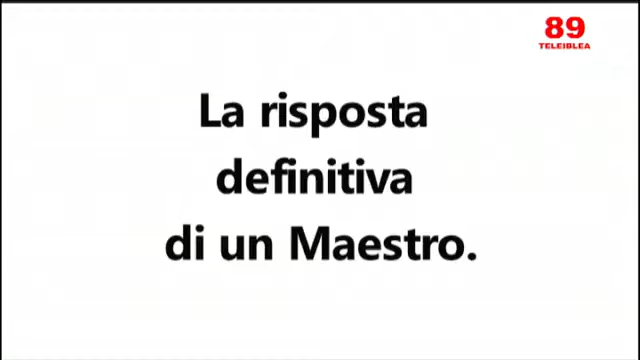 89
TELEIBLEA
La risposta
definitiva
di un Maestro.